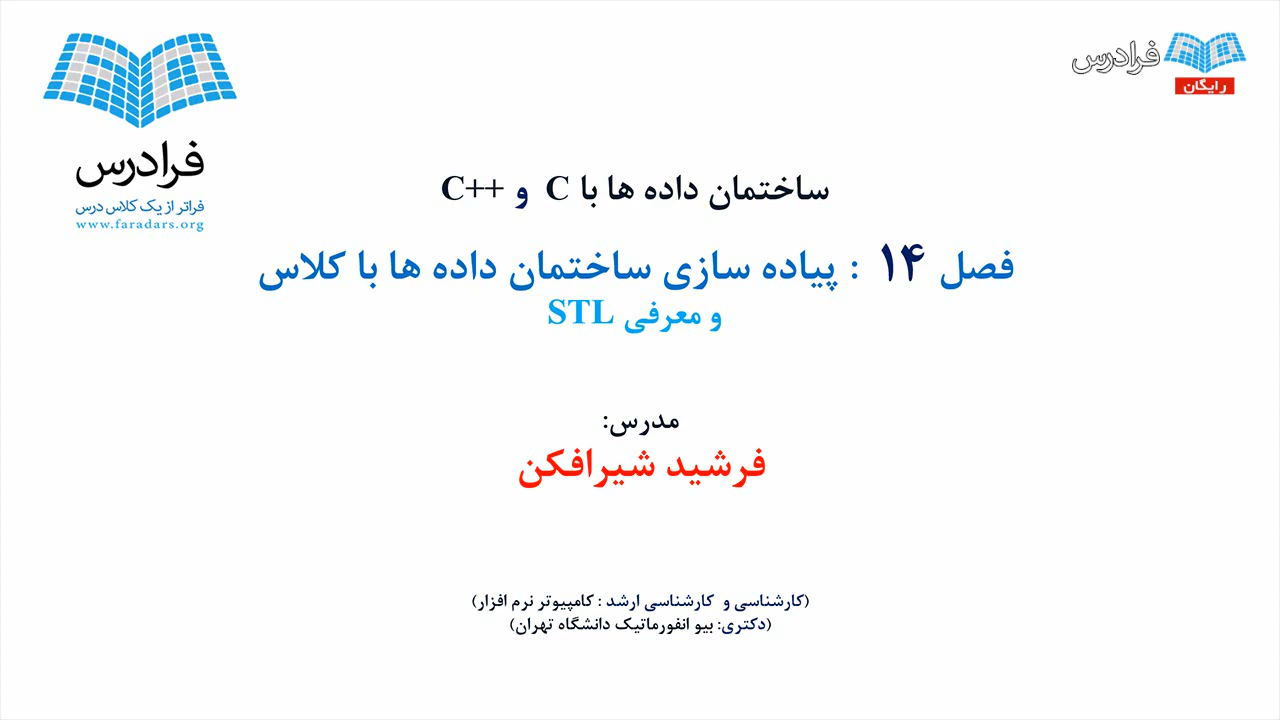 فرادرس
فراتر از یک کلاس درس
www.faradars.org
فرادرس
رایگان
ساختمان داده ها با C و C++
فصل ۱۴ : پیاده سازی ساختمان داده ها با کلاس
و معرفی STL
مدرس:
فرشید شیرافکن
(کارشناسی و کارشناسی ارشد : کامپیوتر نرم افزار)
(دکتری: بیو انفورماتیک دانشگاه تهران)